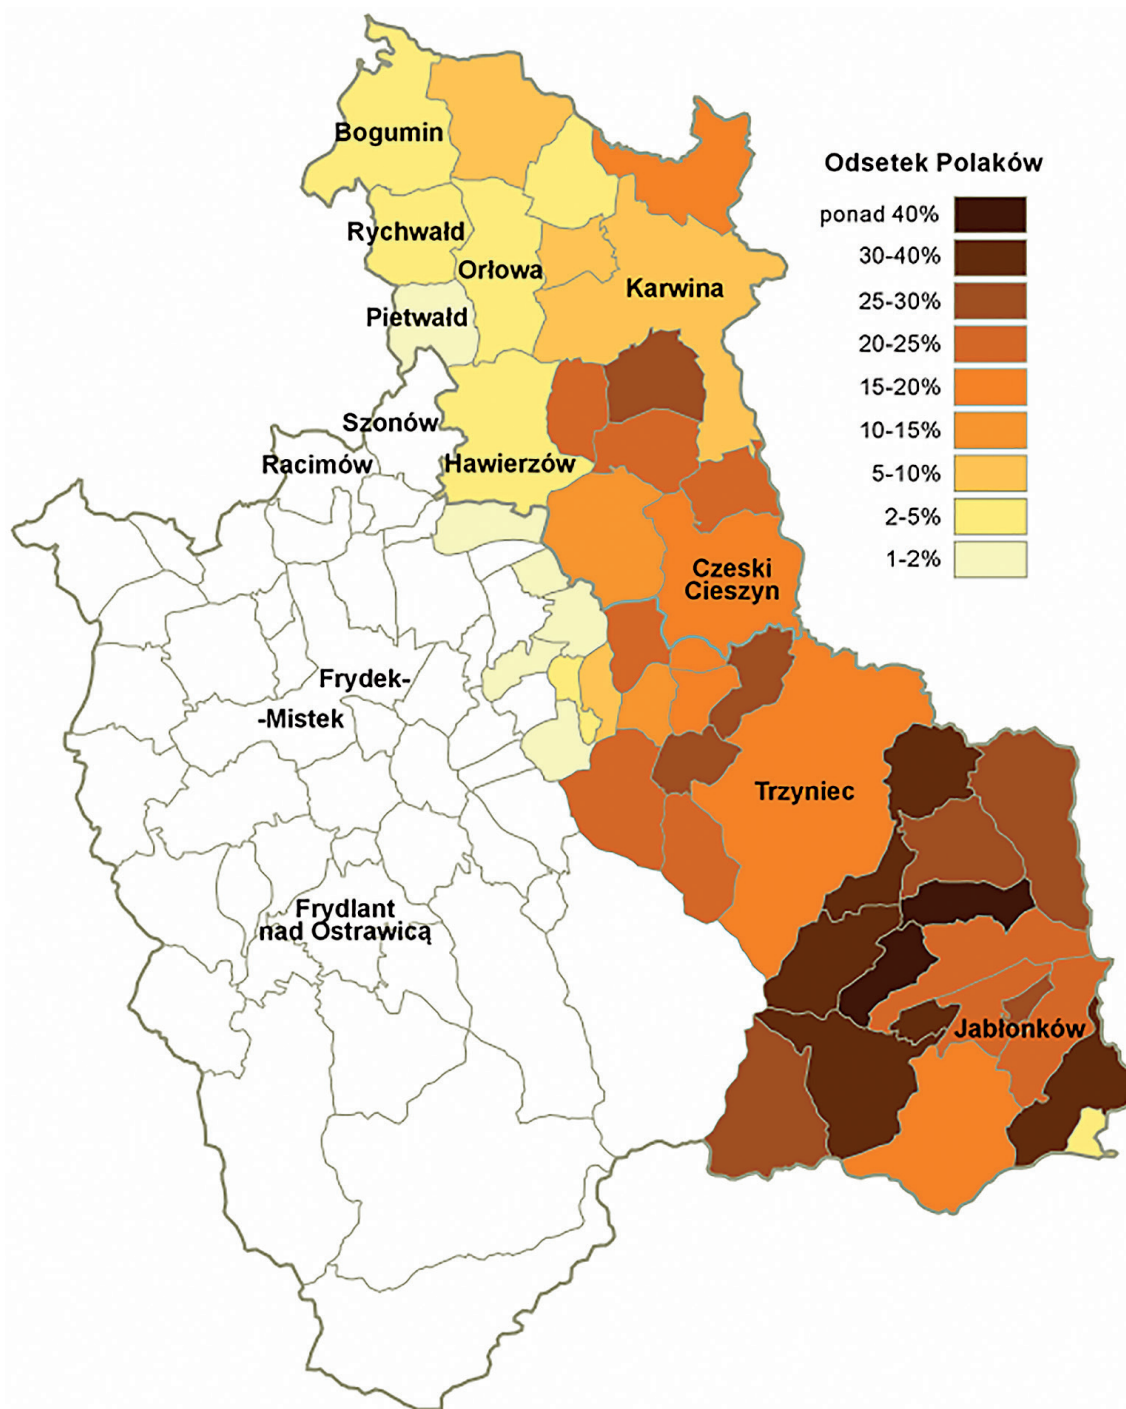 Bogumin
Odsetek Polaków
ponad 40%
Rychwałd
30-40%
Orłowa
Karwina
25-30%
Pietwałd
20-25%
15-20%
Szonów
10-15%
Racimów
Hawierzów
5-10%
2-5%
1-2%
Czeski
Cieszyn
Frydek-
-Mistek
Trzyniec
Frydlant
nad Ostrawicą
Jabłonków